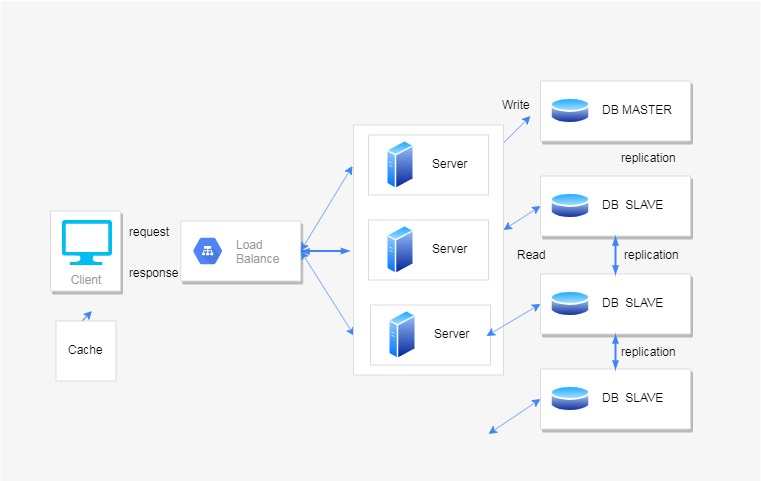 Write
DB MASTER
replication
Server
DB SLAVE
request
Load
Balance
Server
Read
replication
response
Client
DB SLAVE
Server
Cache
replication
DB SLAVE